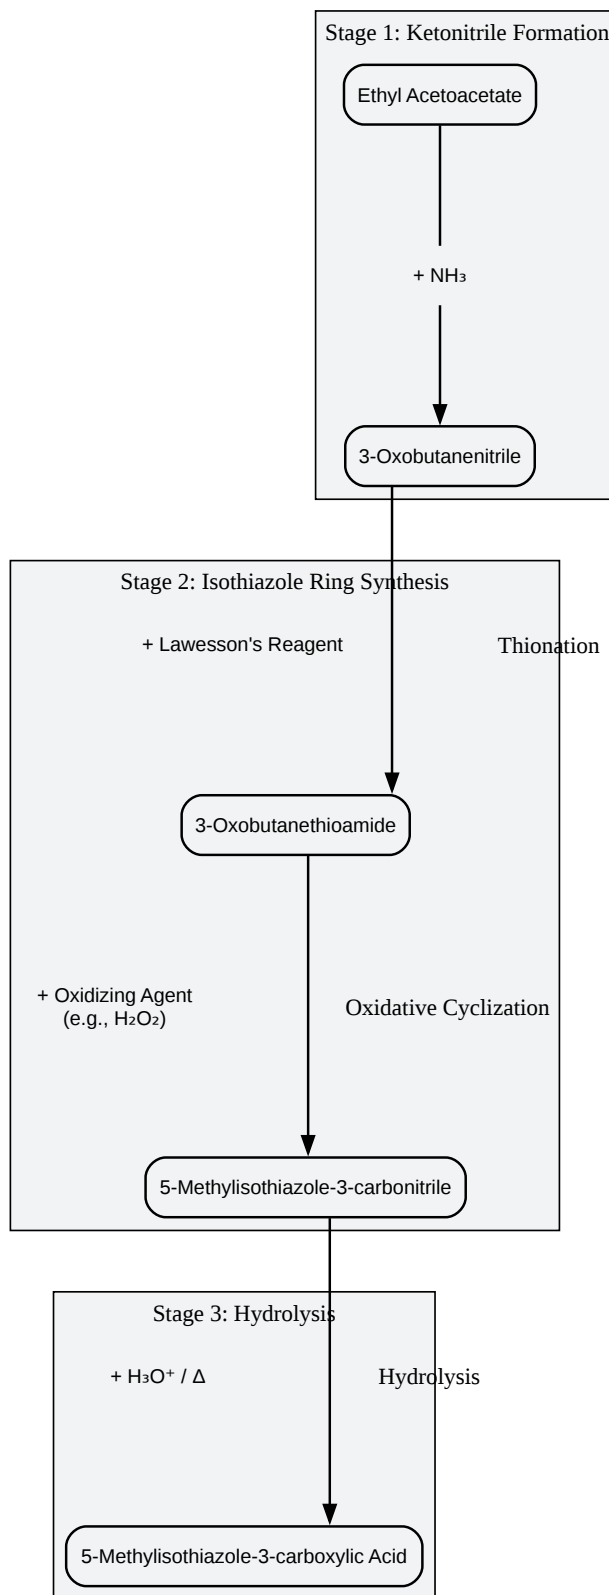 Stage 1: Ketonitrile Formation
Ethyl Acetoacetate
+ NH₃
3-Oxobutanenitrile
Stage 2: Isothiazole Ring Synthesis
+ Lawesson's Reagent
Thionation
3-Oxobutanethioamide
+ Oxidizing Agent
(e.g., H₂O₂)
Oxidative Cyclization
5-Methylisothiazole-3-carbonitrile
Stage 3: Hydrolysis
+ H₃O⁺ / Δ
Hydrolysis
5-Methylisothiazole-3-carboxylic Acid